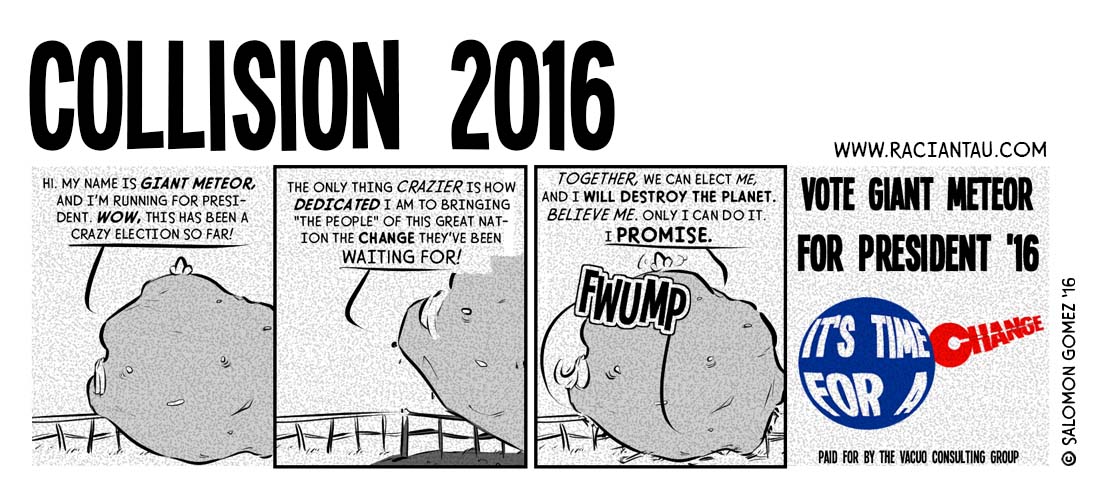 COLLISION 2016
WWW.RACIANTAU.COM
HI. MY NAME IS GIANT METEOR,
AND I'M RUNNING FOR PRESI-
DENT. WOW, THIS HAS BEEN A
CRAZY ELECTION SO FAR!
THE ONLY THING CRAZIER IS HOW
DEDICATED I AM TO BRINGING
"THE PEOPLE" OF THIS GREAT NAT-
ION THE CHANGE THEY'VE BEEN
WAITING FOR!
TOGETHER, WE CAN ELECT ME,
AND I WILL DESTROY THE PLANET.
BELIEVE ME. ONLY I CAN DO IT.
I PROMISE.
FWUMP
VOTE GIANT METEOR
FOR PRESIDENT '16
IT'S TIME
FOR A
CHANGE
PAID FOR BY THE VACUO CONSULTING GROUP
© SALOMON GOMEZ '16